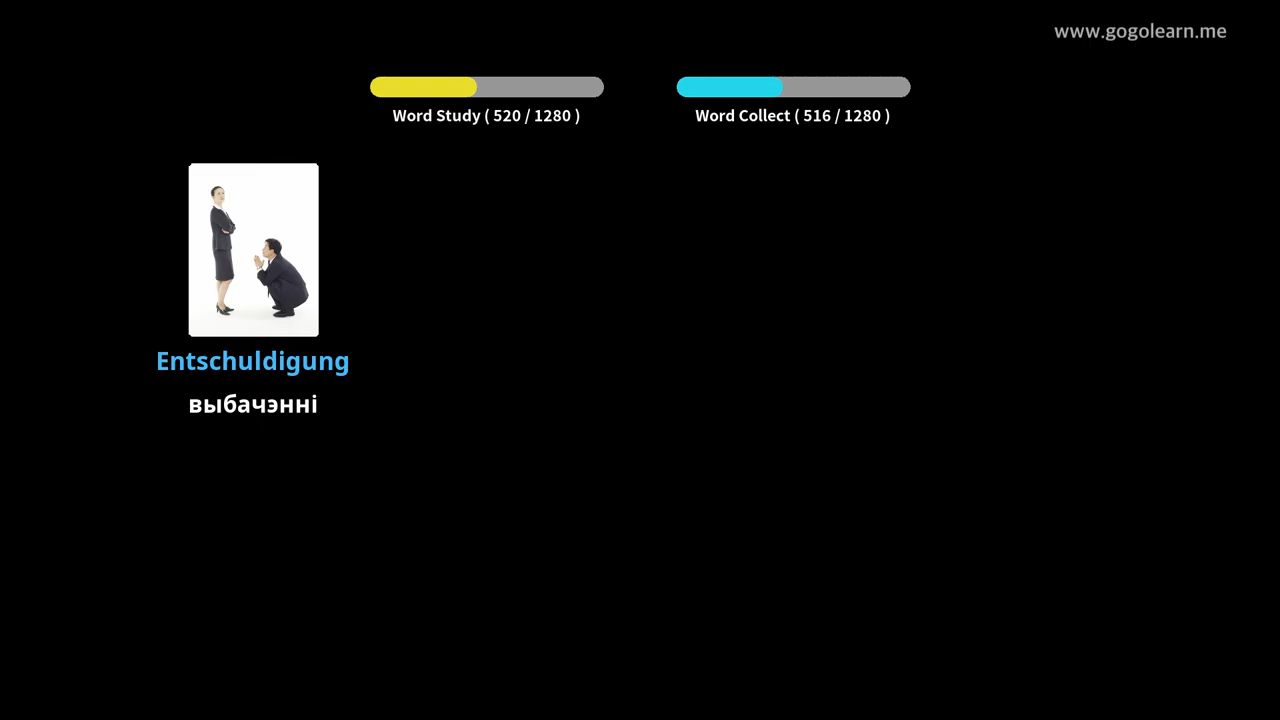 www.gogolearn.me
Word Study ( 520 / 1280 )
Word Collect ( 516 / 1280 )
Entschuldigung
выбачэнні